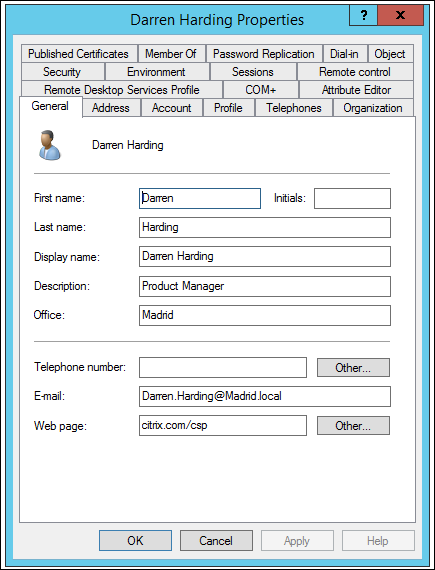 Darren Harding Properties
? x
Published Certificates Member Of Password Replication Dial-in Object
Security Environment Sessions Remote control
Remote Desktop Services Profile COM+ Attribute Editor
General Address Account Profile Telephones Organization
Darren Harding
First name: Darren Initials:
Last name: Harding
Display name: Darren Harding
Description: Product Manager
Office: Madrid
Telephone number: Other...
E-mail: Darren.Harding@Madrid.local
Web page: citrix.com/csp Other...
OK Cancel Apply Help